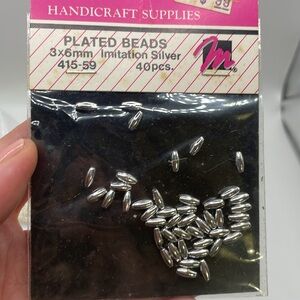 HANDICRAFT SUPPLIES
PLATED BEADS
3x6mm Imitation Silver
415-59 40pcs.